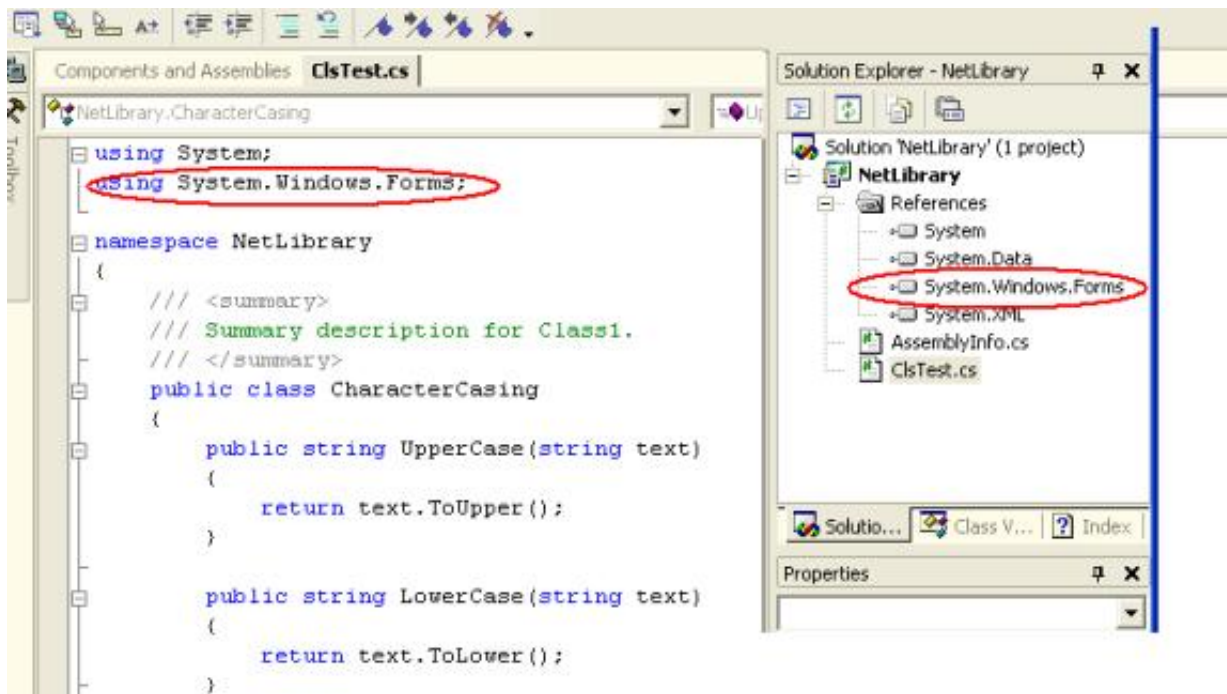 Components and Assemblies ClsTest.cs
NetLibrary.CharacterCasing
using System;
using System.Windows.Forms;
namespace NetLibrary
{
/// <summary>
/// Summary description for Class1.
/// </summary>
public class CharacterCasing
{
public string UpperCase(string text)
{
return text.ToUpper();
}
public string LowerCase(string text)
{
return text.ToLower();
}
Toolbox
Solution Explorer - NetLibrary
Solution 'NetLibrary' (1 project)
NetLibrary
References
System
System.Data
System.Windows.Forms
System.XML
AssemblyInfo.cs
ClsTest.cs
Solutio... Class V... Index
Properties